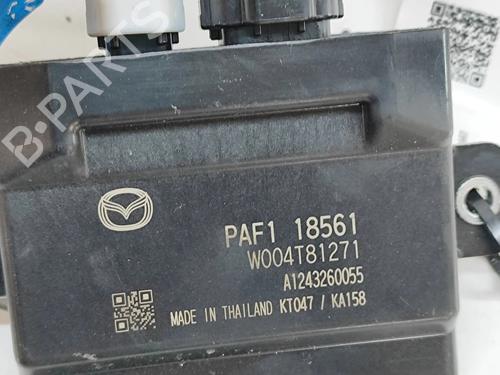 B-PARTS
PAF1 18561
W004T81271
A1243260055
MADE IN THAILAND KT047 / KA158